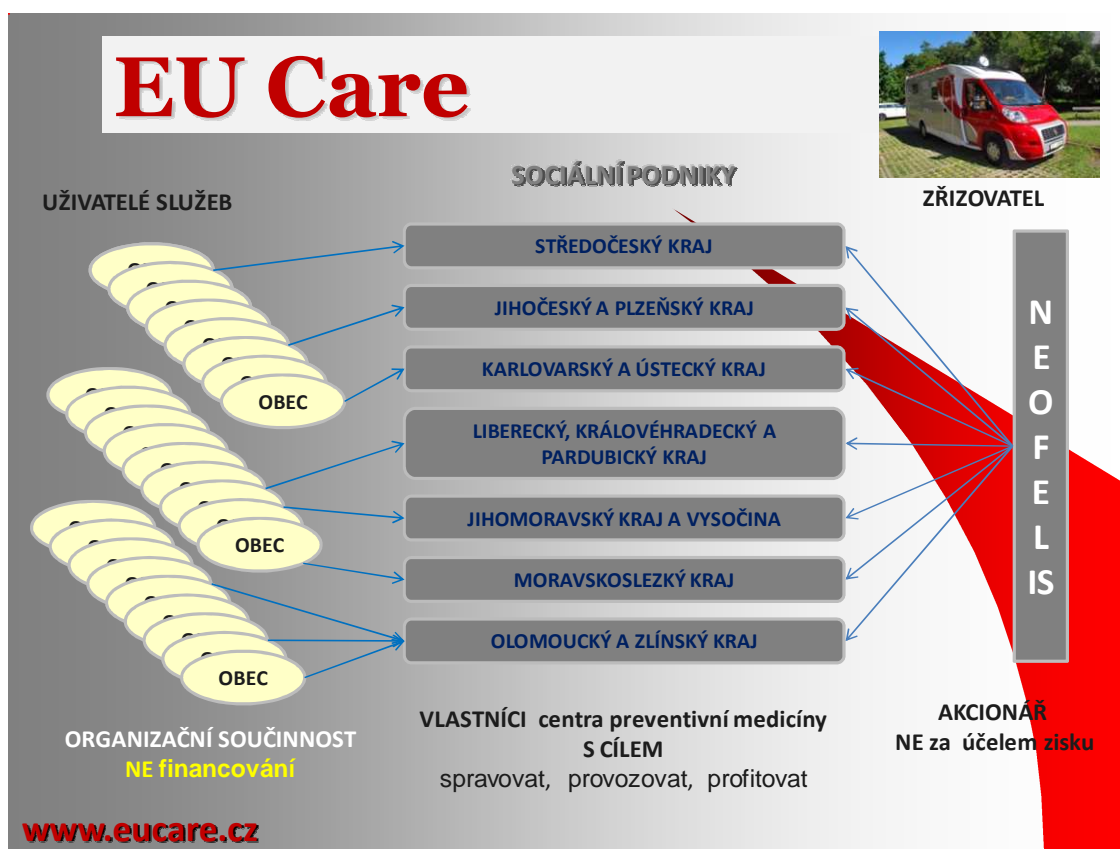 EU Care
SOCIÁLNÍ PODNIKY
UŽIVATELÉ SLUŽEB
ZŘIZOVATEL
STŘEDOČESKÝ KRAJ
JIHOČESKÝ A PLZEŇSKÝ KRAJ
KARLOVARSKÝ A ÚSTECKÝ KRAJ
LIBERECKÝ, KRÁLOVÉHRADECKÝ A
PARDUBICKÝ KRAJ
JIHOMORAVSKÝ KRAJ A VYSOČINA
MORAVSKOSLEZKÝ KRAJ
OLOMOUCKÝ A ZLÍNSKÝ KRAJ
OBEC
OBEC
OBEC
N
E
O
F
E
L
IS
ORGANIZAČNÍ SOUČINNOST
NE financování
VLASTNÍCI centra preventivní medicíny
S CÍLEM
spravovat, provozovat, profitovat
AKCIONÁŘ
NE za účelem zisku
www.eucare.cz